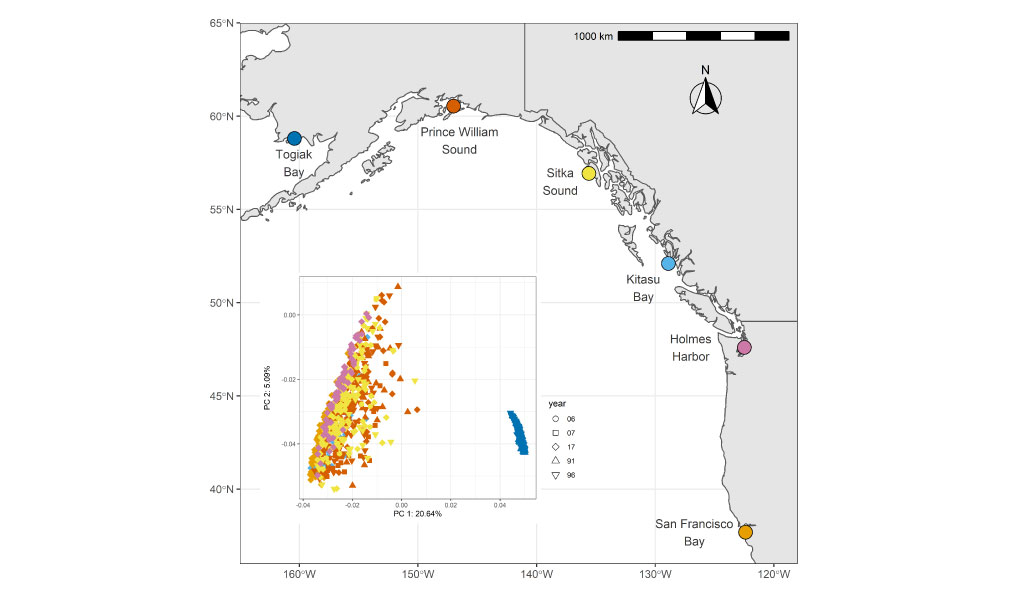 65°N
60°N
55°N
50°N
45°N
40°N
160°W
150°W
140°W
130°W
120°W
1000 km
N
Togiak
Bay
Prince William
Sound
Sitka
Sound
Kitasu
Bay
Holmes
Harbor
San Francisco
Bay
PC 2: 5.09%
0.00
-0.02
-0.04
-0.04
-0.02
0.00
0.02
0.04
PC 1: 20.64%
year
06
07
17
91
96